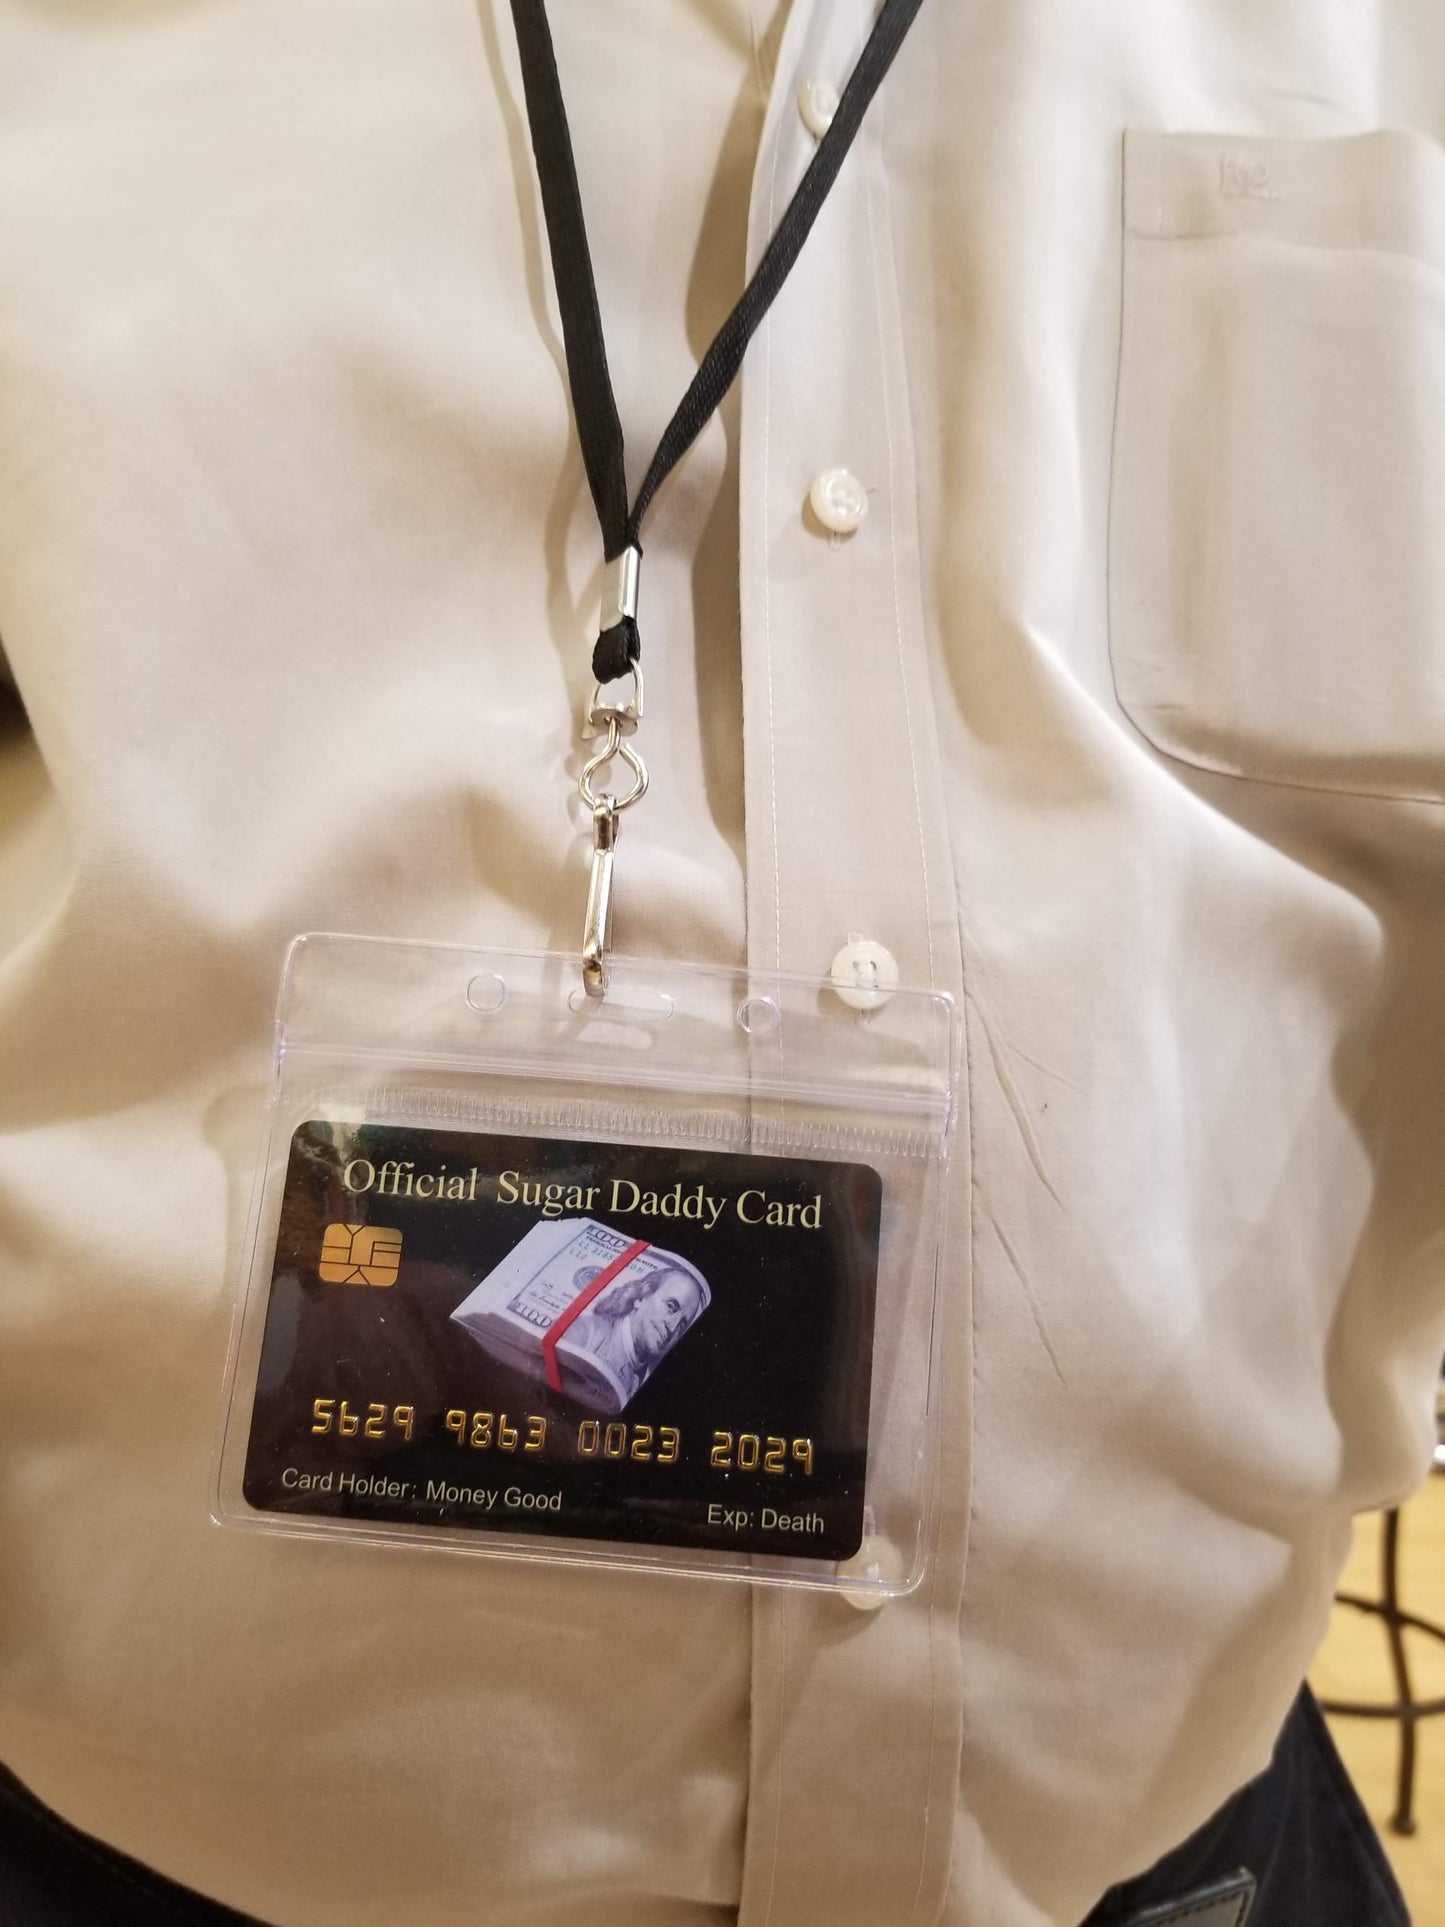 Official Sugar Daddy Card
5629 9863 0023 2029
Card Holder: Money Good
Exp: Death